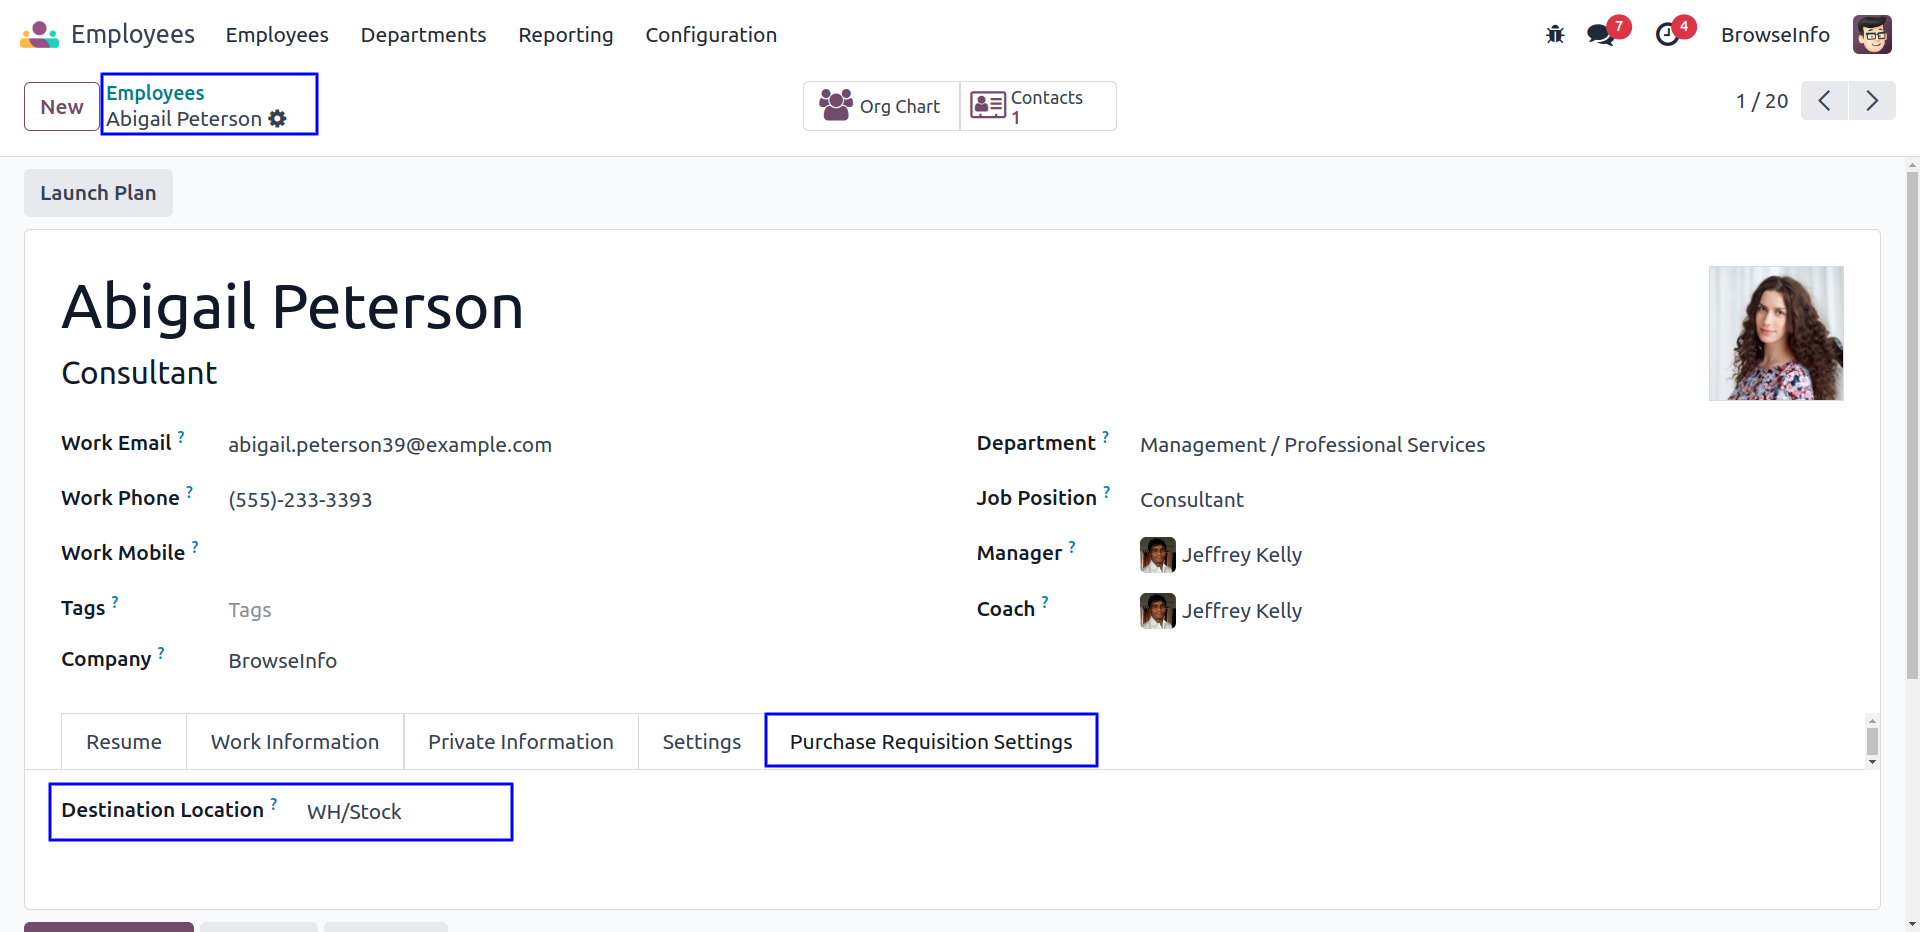 Employees Employees Departments Reporting Configuration 7 4 BrowseInfo
New Employees Abigail Peterson Org Chart Contacts 1 1 / 20
Launch Plan
Abigail Peterson
Consultant
Work Email ? abigail.peterson39@example.com Department ? Management / Professional Services
Work Phone ? (555)-233-3393 Job Position ? Consultant
Work Mobile ? Manager ? Jeffrey Kelly
Tags ? Tags Coach ? Jeffrey Kelly
Company ? BrowseInfo
Resume Work Information Private Information Settings Purchase Requisition Settings
Destination Location ? WH/Stock